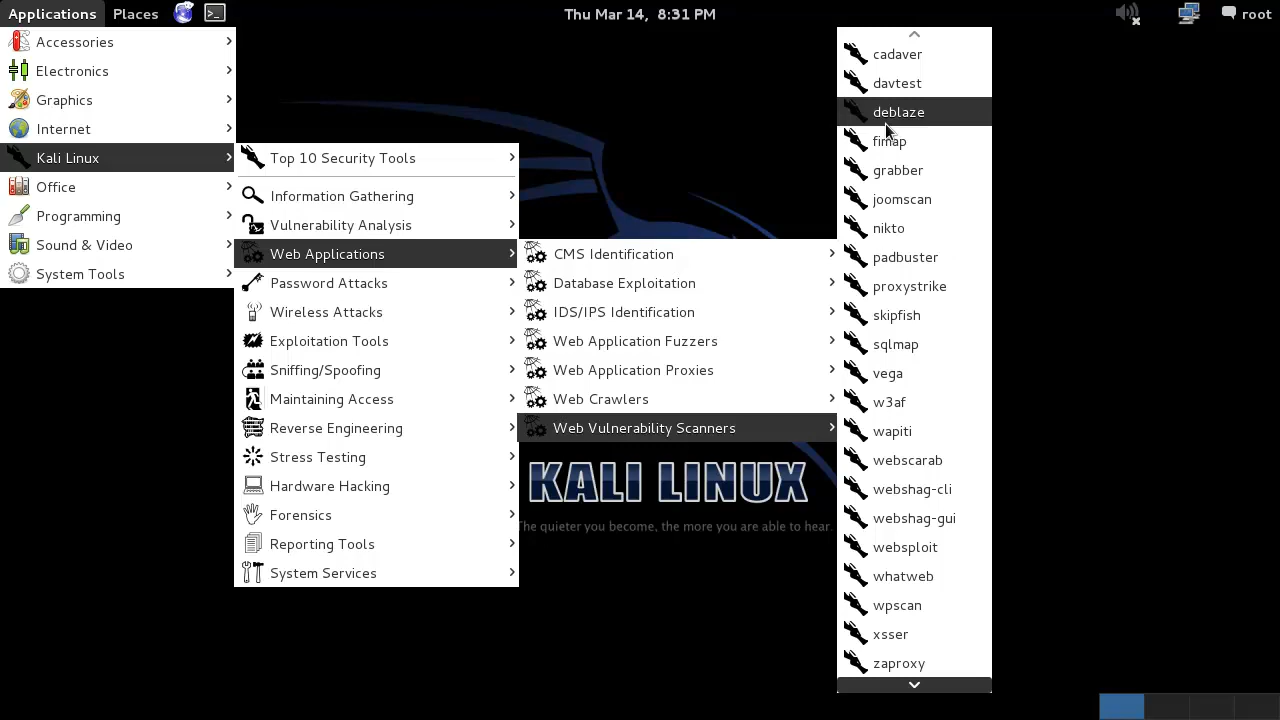 Applications Places Thu Mar 14, 8:31 PM root
Accessories
Electronics
Graphics
Internet
Kali Linux
Office
Programming
Sound & Video
System Tools
Top 10 Security Tools
Information Gathering
Vulnerability Analysis
Web Applications
Password Attacks
Wireless Attacks
Exploitation Tools
Sniffing/Spoofing
Maintaining Access
Reverse Engineering
Stress Testing
Hardware Hacking
Forensics
Reporting Tools
System Services
CMS Identification
Database Exploitation
IDS/IPS Identification
Web Application Fuzzers
Web Application Proxies
Web Crawlers
Web Vulnerability Scanners
cadaver
davtest
deblaze
fimap
grabber
joomscan
nikto
padbuster
proxystrike
skipfish
sqlmap
vega
w3af
wapiti
webscarab
webshag-cli
webshag-gui
websploit
whatweb
wpscan
xsser
zaproxy
KALI LINUX
The quieter you become, the more you are able to hear.